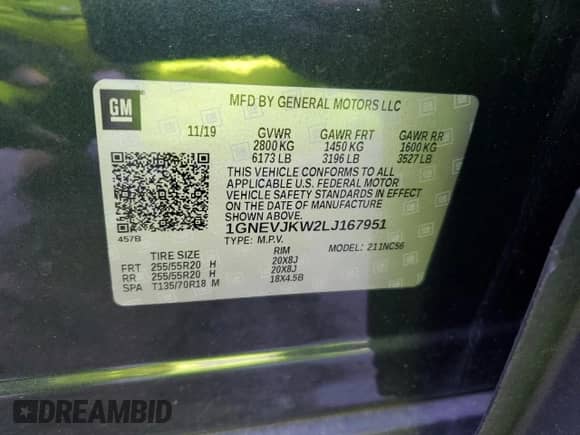 GM
MFD BY GENERAL MOTORS LLC
11/19 GVWR GAWR FRT GAWR RR
2800 KG 1450 KG 1600 KG
6173 LB 3196 LB 3527 LB
THIS VEHICLE CONFORMS TO ALL
APPLICABLE U.S. FEDERAL MOTOR
VEHICLE SAFETY STANDARDS IN EFFECT
ON THE DATE OF MANUFACTURE
SHOWN ABOVE.
1GNEVJKW2LJ167951
457B
TYPE: M.P.V. MODEL: 211NC56
TIRE SIZE RIM
FRT 255/55R20 H 20X8J
RR 255/55R20 H 20X8J
SPA T135/70R18 M 18X4.5B
DREAMBID